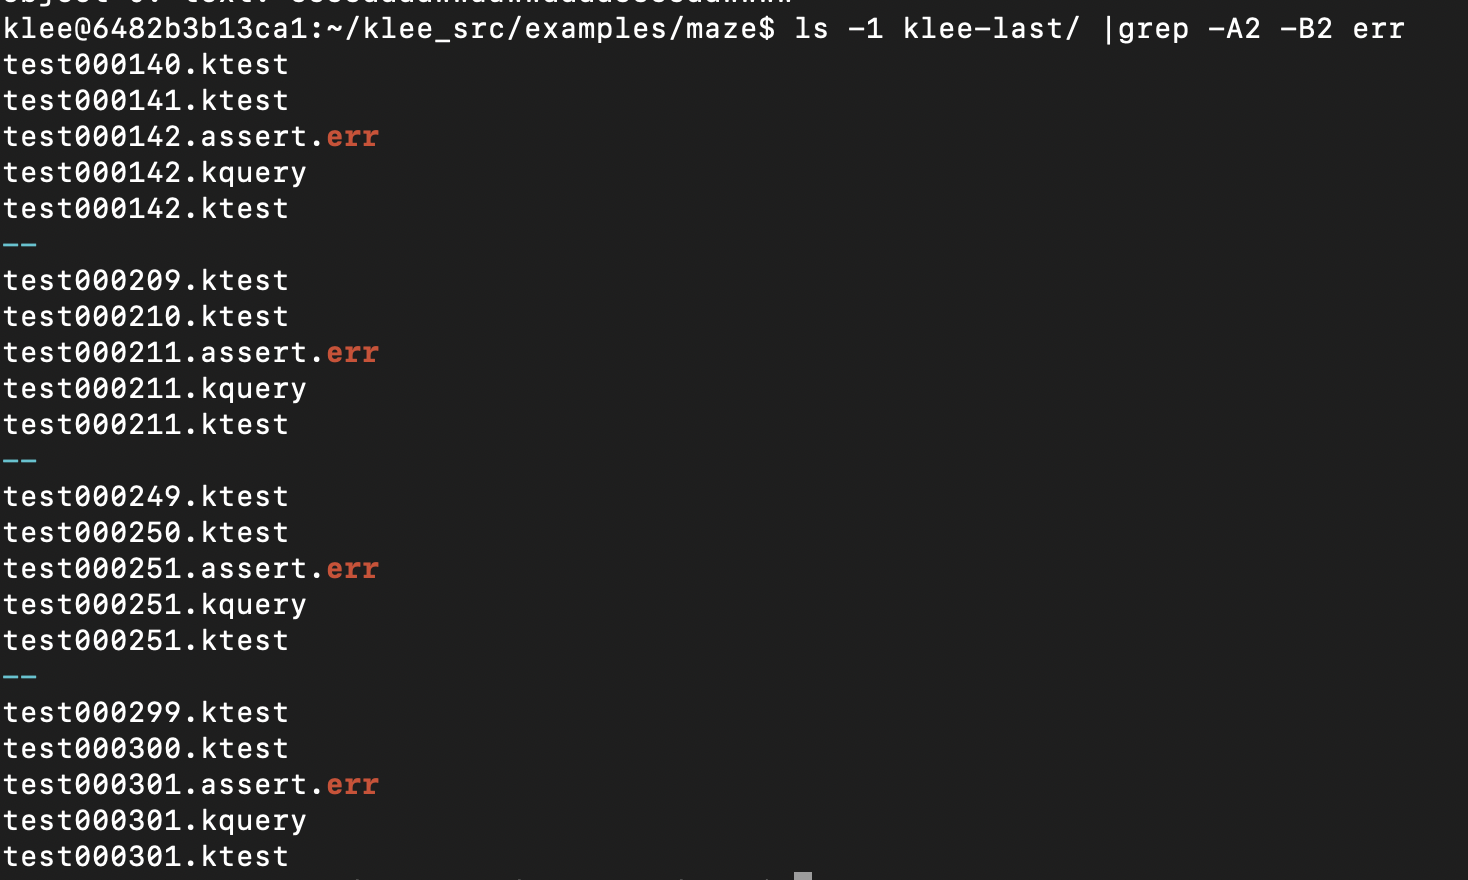 klee@6482b3b13ca1:~/klee_src/examples/maze$ ls -1 klee-last/ |grep -A2 -B2 err
test000140.ktest
test000141.ktest
test000142.assert.err
test000142.kquery
test000142.ktest
--
test000209.ktest
test000210.ktest
test000211.assert.err
test000211.kquery
test000211.ktest
--
test000249.ktest
test000250.ktest
test000251.assert.err
test000251.kquery
test000251.ktest
--
test000299.ktest
test000300.ktest
test000301.assert.err
test000301.kquery
test000301.ktest